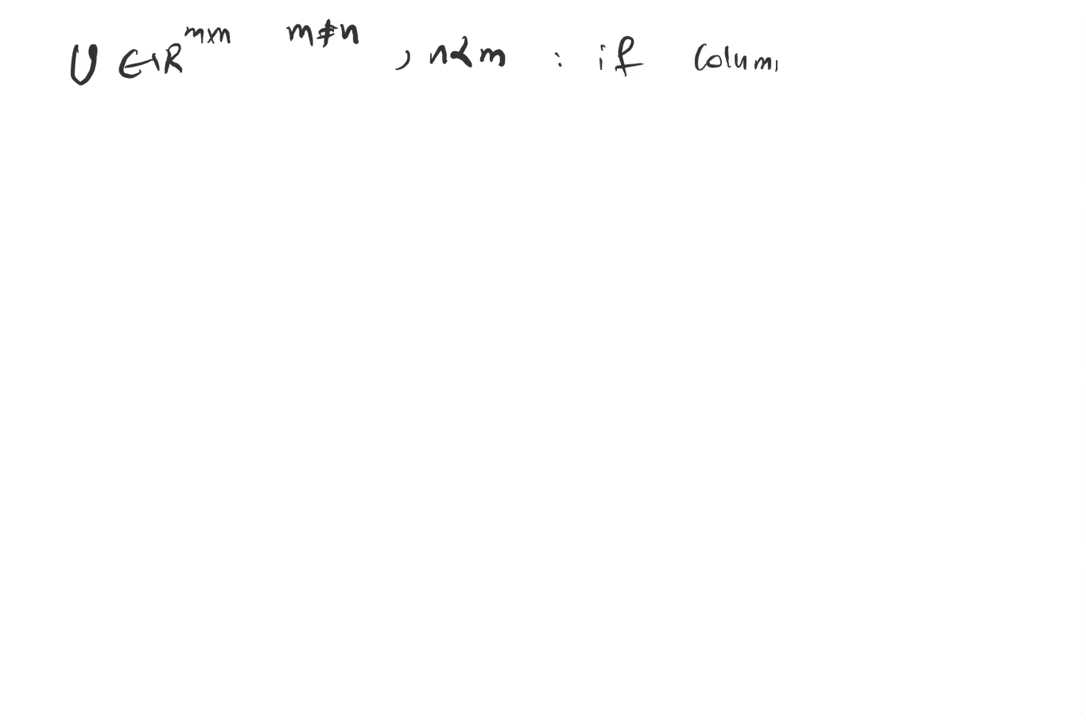 U ∈ ℝ^{m×n} m≠n , n<m : if Colum